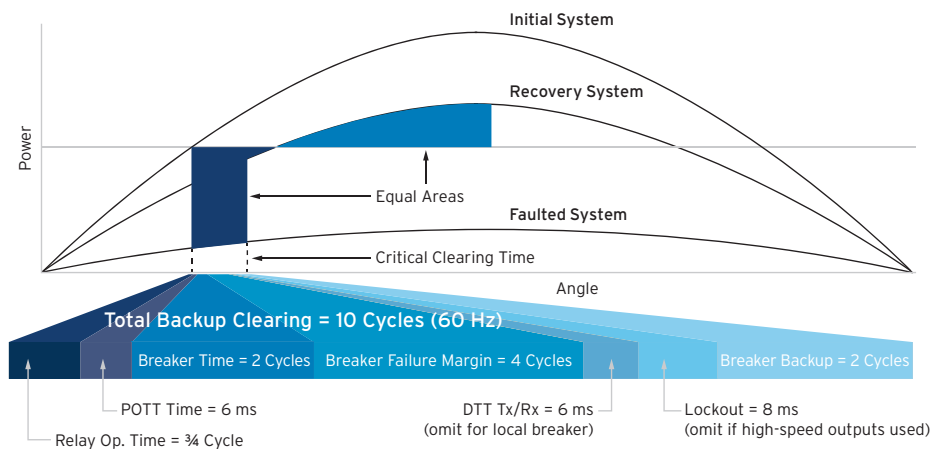 Initial System
Recovery System
Power
Equal Areas
Faulted System
Critical Clearing Time
Angle
Total Backup Clearing = 10 Cycles (60 Hz)
Breaker Time = 2 Cycles
Breaker Failure Margin = 4 Cycles
Breaker Backup = 2 Cycles
POTT Time = 6 ms
DTT Tx/Rx = 6 ms
(omit for local breaker)
Lockout = 8 ms
(omit if high-speed outputs used)
Relay Op. Time = ¾ Cycle